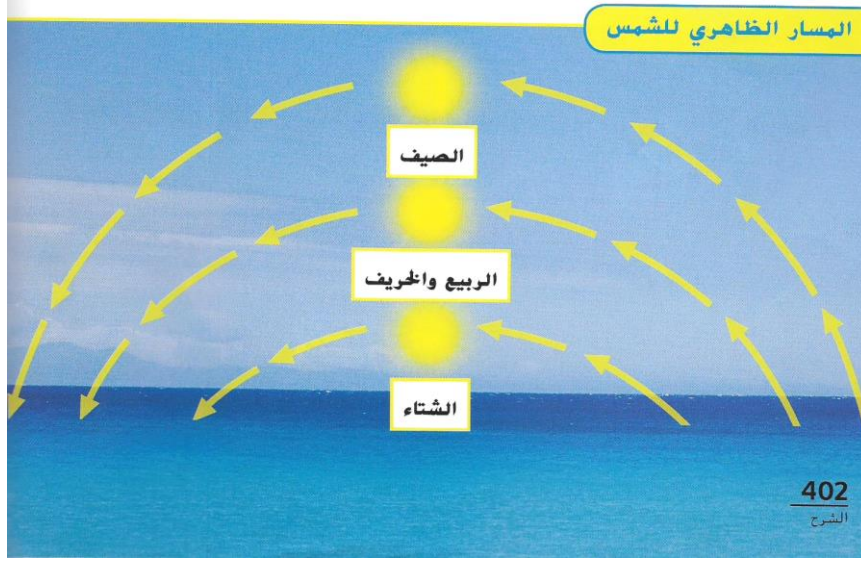 المسار الظاهري للشمس
الصيف
الربيع والخريف
الشتاء
402
الشرح